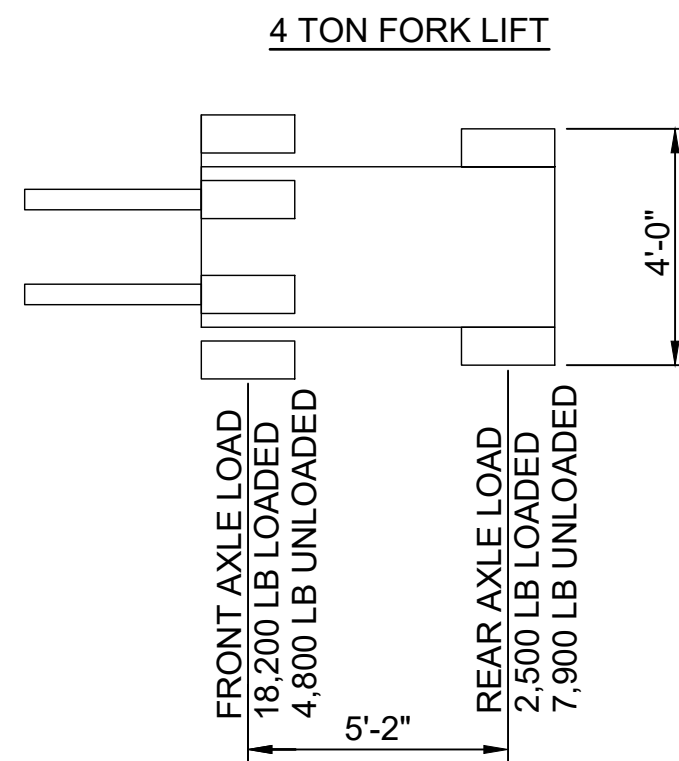 4 TON FORK LIFT
4'-0"
FRONT AXLE LOAD
18,200 LB LOADED
4,800 LB UNLOADED
REAR AXLE LOAD
2,500 LB LOADED
7,900 LB UNLOADED
5'-2"